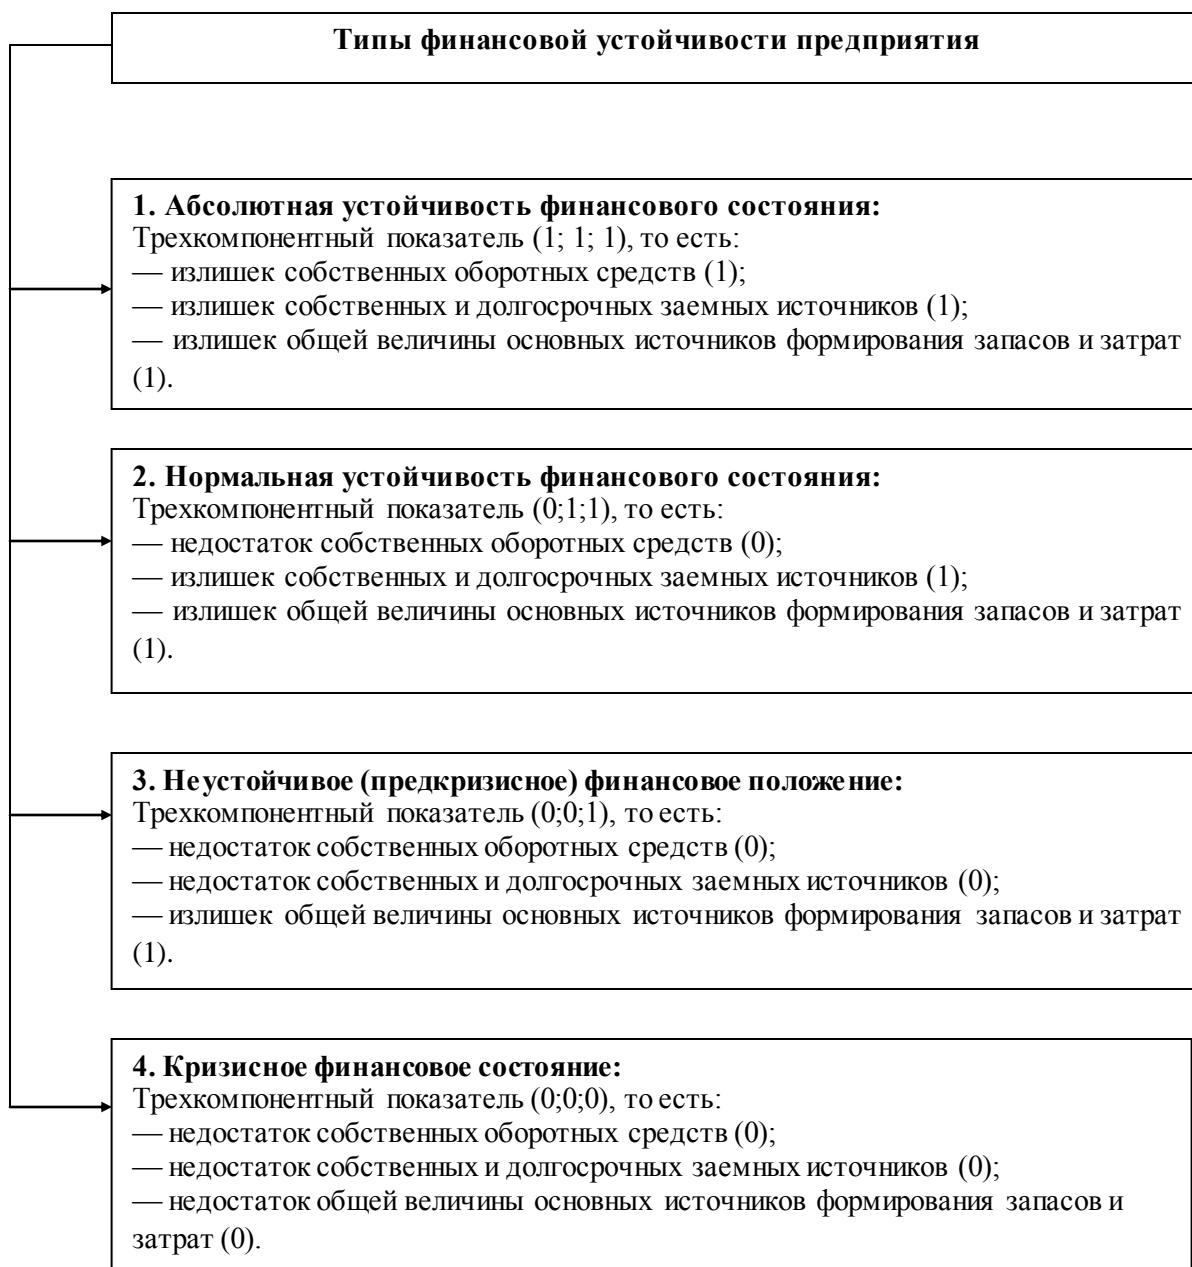 Типы финансовой устойчивости предприятия
1. Абсолютная устойчивость финансового состояния:
Трехкомпонентный показатель (1; 1; 1), то есть:
— излишек собственных оборотных средств (1);
— излишек собственных и долгосрочных заемных источников (1);
— излишек общей величины основных источников формирования запасов и затрат
(1).
2. Нормальная устойчивость финансового состояния:
Трехкомпонентный показатель (0;1;1), то есть:
— недостаток собственных оборотных средств (0);
— излишек собственных и долгосрочных заемных источников (1);
— излишек общей величины основных источников формирования запасов и затрат
(1).
3. Неустойчивое (предкризисное) финансовое положение:
Трехкомпонентный показатель (0;0;1), то есть:
— недостаток собственных оборотных средств (0);
— недостаток собственных и долгосрочных заемных источников (0);
— излишек общей величины основных источников формирования запасов и затрат
(1).
4. Кризисное финансовое состояние:
Трехкомпонентный показатель (0;0;0), то есть:
— недостаток собственных оборотных средств (0);
— недостаток собственных и долгосрочных заемных источников (0);
— недостаток общей величины основных источников формирования запасов и
затрат (0).